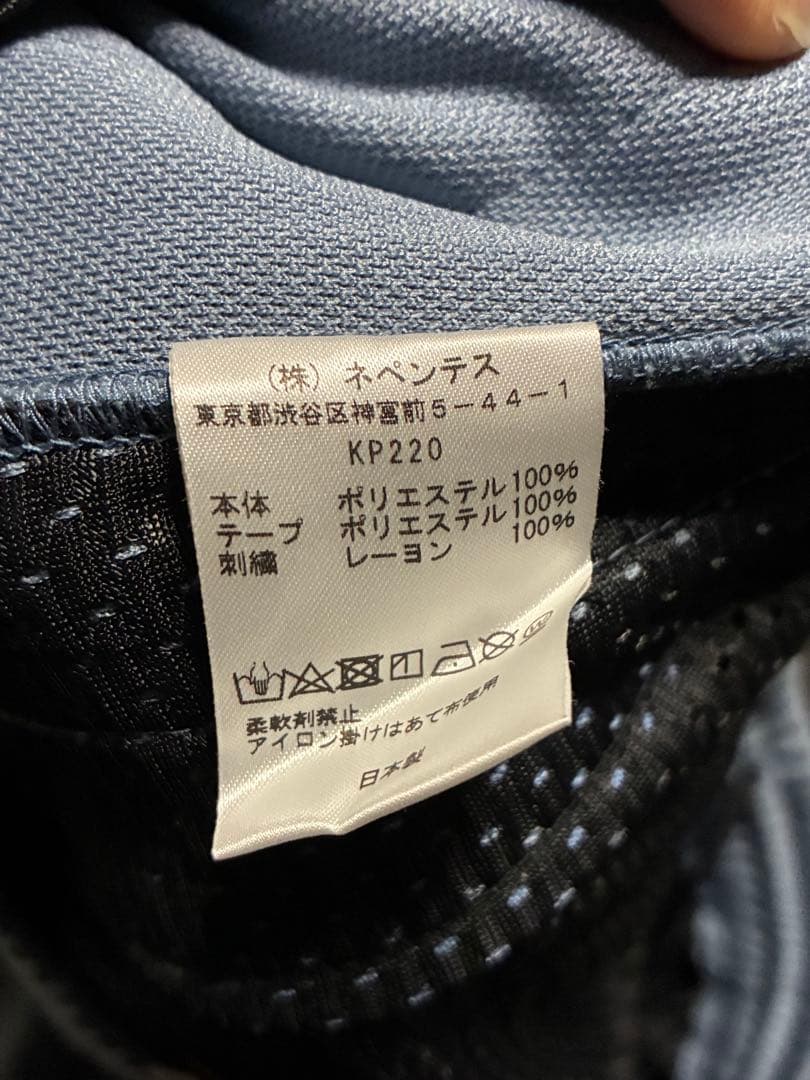 (株) ネペンテス
東京都渋谷区神宮前5-44-1
KP220
本体 ポリエステル100%
テープ ポリエステル100%
刺繍 レーヨン 100%
柔軟剤禁止
アイロン掛けはあて布使用
日本製